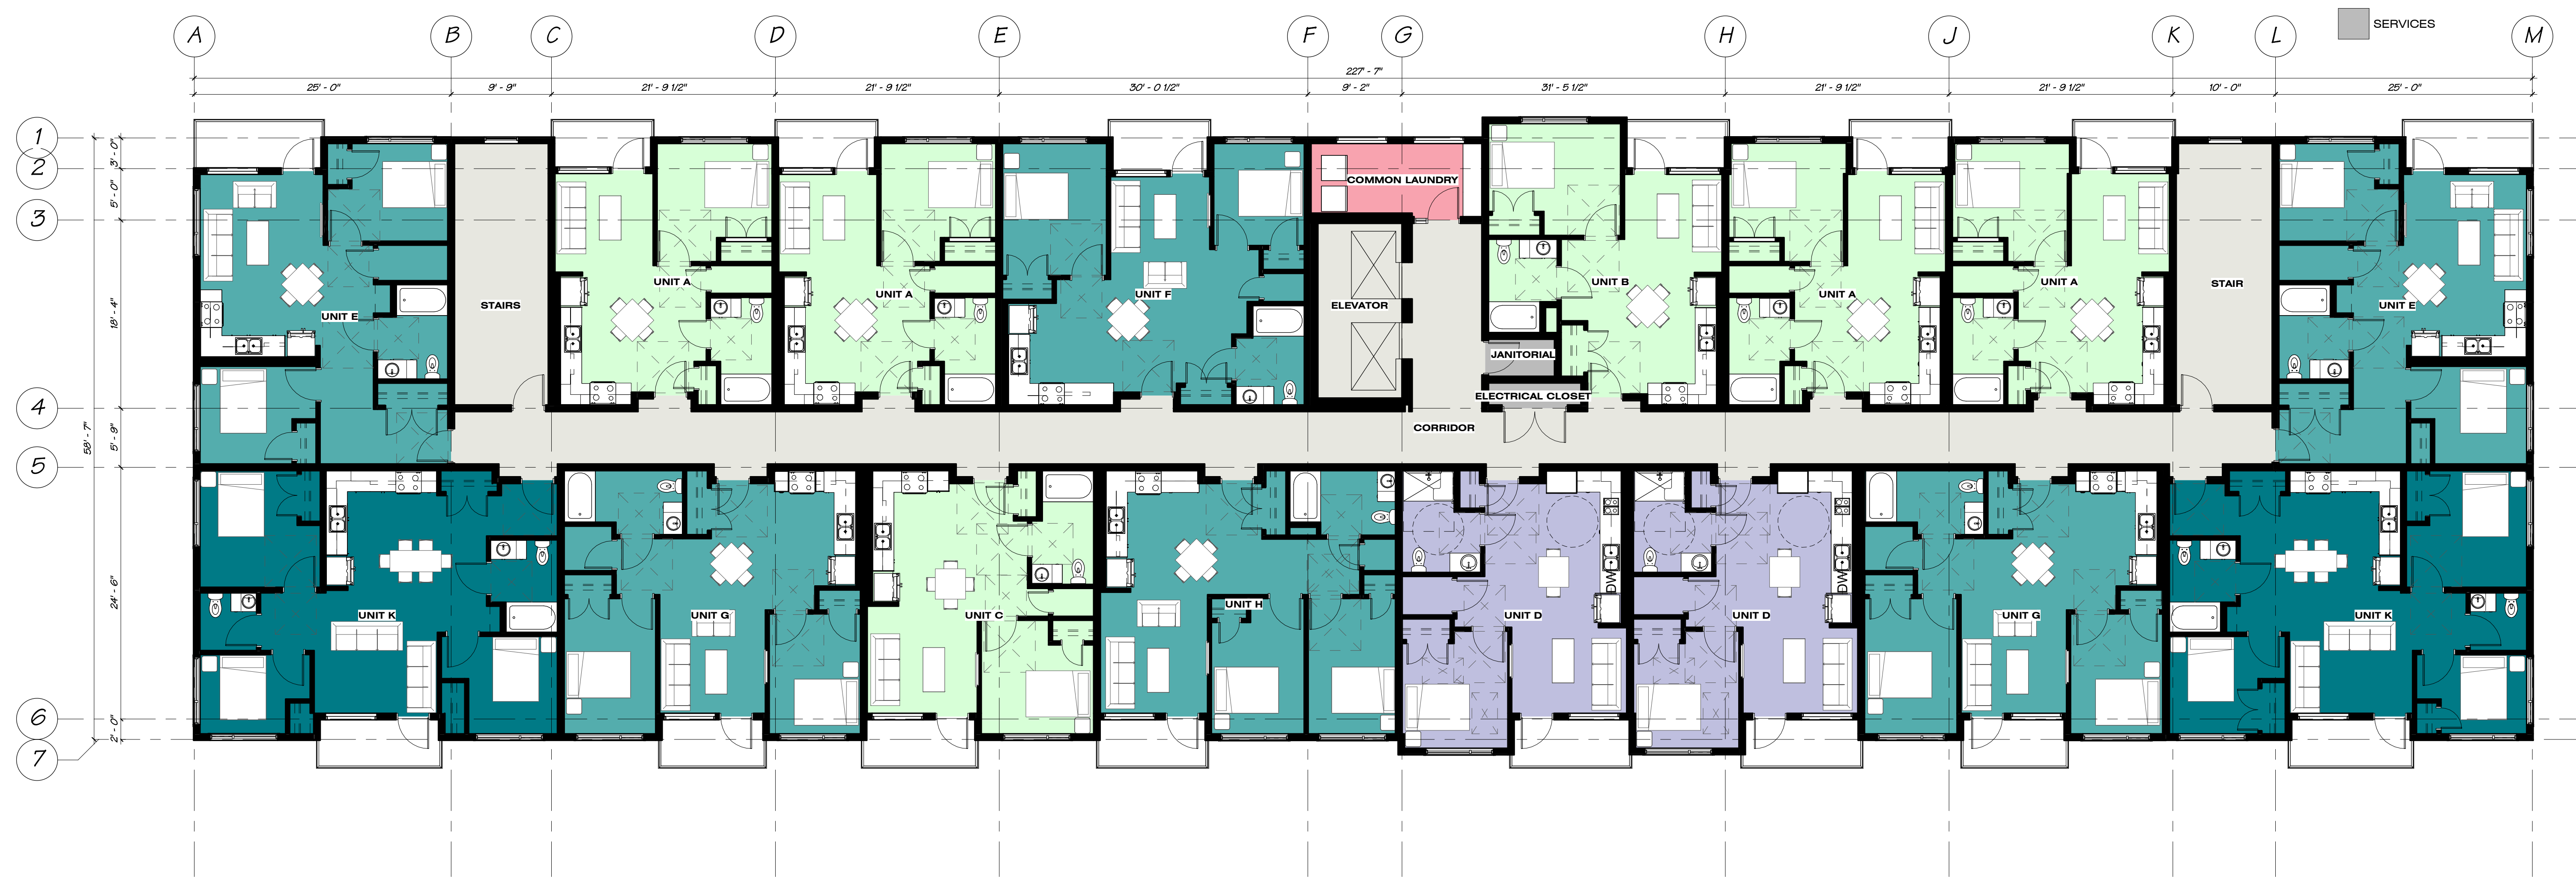 SERVICES
A B C D E F G H J K L M
227' - 7"
25' - 0" 9' - 9" 21' - 9 1/2" 21' - 9 1/2" 30' - 0 1/2" 9' - 2" 31' - 5 1/2" 21' - 9 1/2" 21' - 9 1/2" 10' - 0" 25' - 0"
1
2
3
4
5
6
7
3' - 0"
5' - 0"
18' - 4"
5' - 9"
24' - 6"
2' - 0"
58' - 7"
COMMON LAUNDRY
UNIT E
STAIRS
UNIT A
UNIT A
UNIT F
ELEVATOR
UNIT B
UNIT A
UNIT A
STAIR
UNIT E
JANITORIAL
ELECTRICAL CLOSET
CORRIDOR
UNIT K
UNIT G
UNIT C
UNIT H
UNIT D
DW
UNIT D
DW
UNIT G
UNIT K